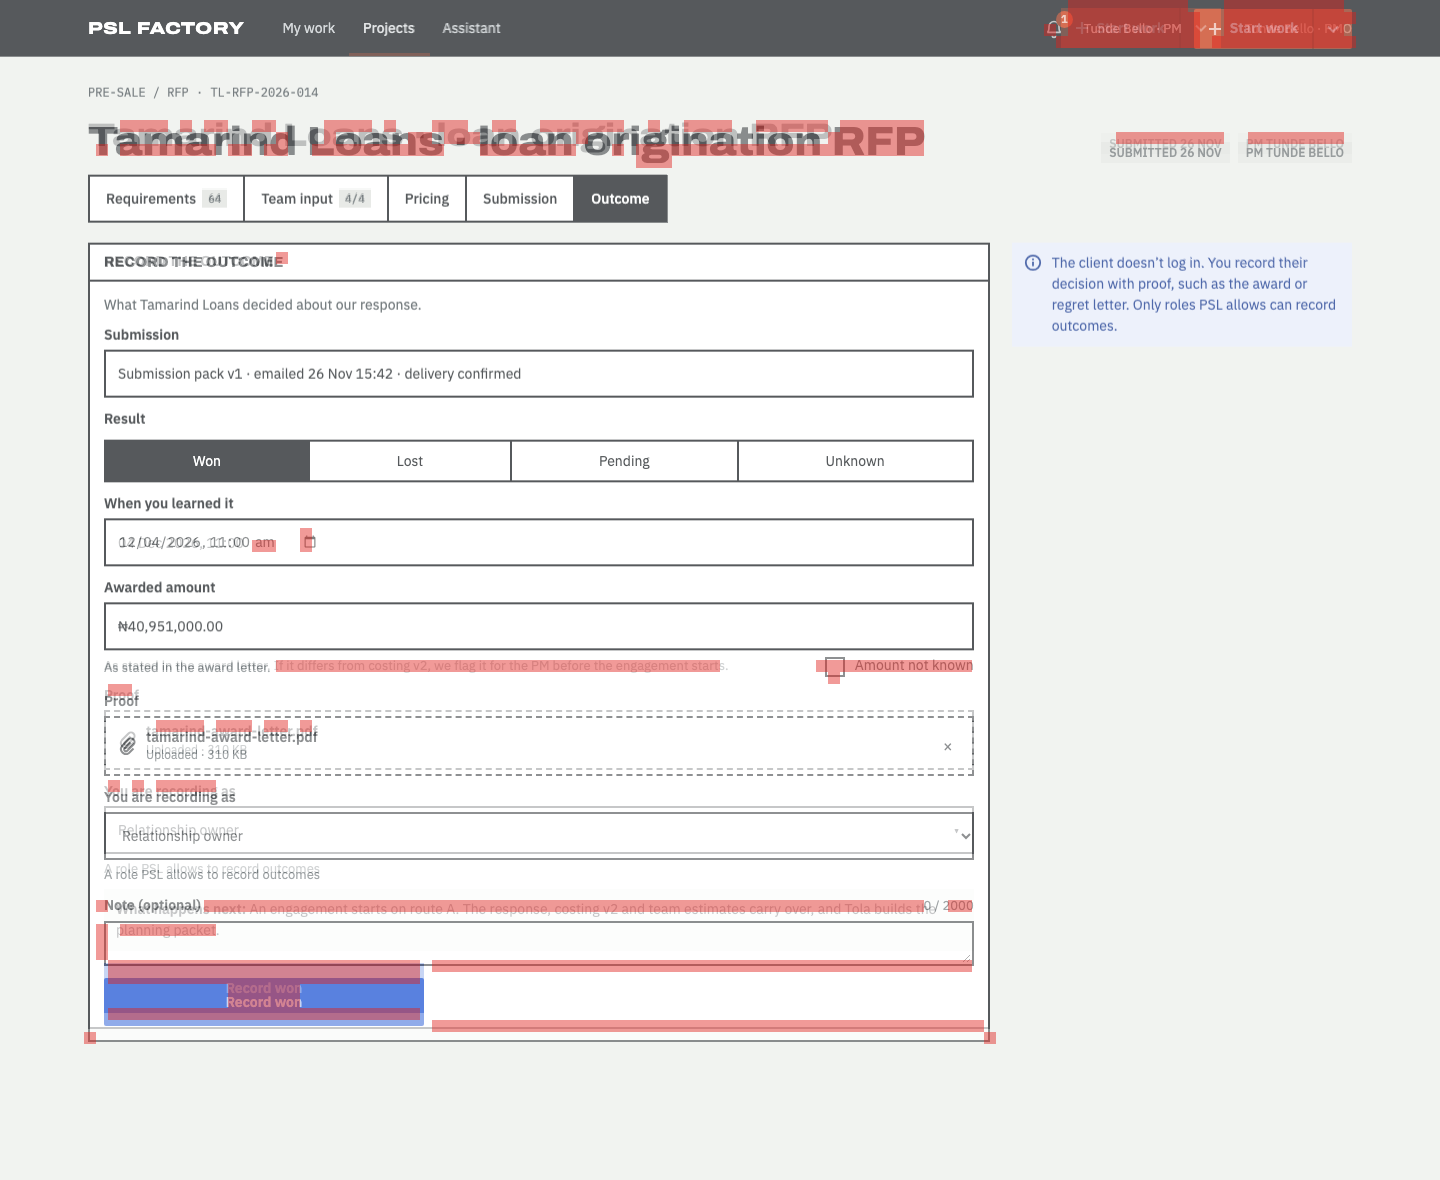 PSL FACTORY
My work
Projects
Assistant
1
Tunde Bello · PM
Start work
PRE-SALE / RFP · TL-RFP-2026-014
Tamarind Loans · loan origination RFP
SUBMITTED 26 NOV
PM TUNDE BELLO
Requirements 64
Team input 4/4
Pricing
Submission
Outcome
RECORD THE OUTCOME
What Tamarind Loans decided about our response.
Submission
Submission pack v1 · emailed 26 Nov 15:42 · delivery confirmed
Result
Won
Lost
Pending
Unknown
When you learned it
12/04/2026, 11:00 am
Awarded amount
₦40,951,000.00
As stated in the award letter. If it differs from costing v2, we flag it for the PM before the engagement starts.
Amount not known
Proof
tamarind-award-letter.pdf
Uploaded · 310 KB
×
You are recording as
Relationship owner
A role PSL allows to record outcomes
Note (optional)
0 / 2000
What happens next: An engagement starts on route A. The response, costing v2 and team estimates carry over, and Tola builds the
planning packet.
Record won
Record won
The client doesn’t log in. You record their
decision with proof, such as the award or
regret letter. Only roles PSL allows can record
outcomes.